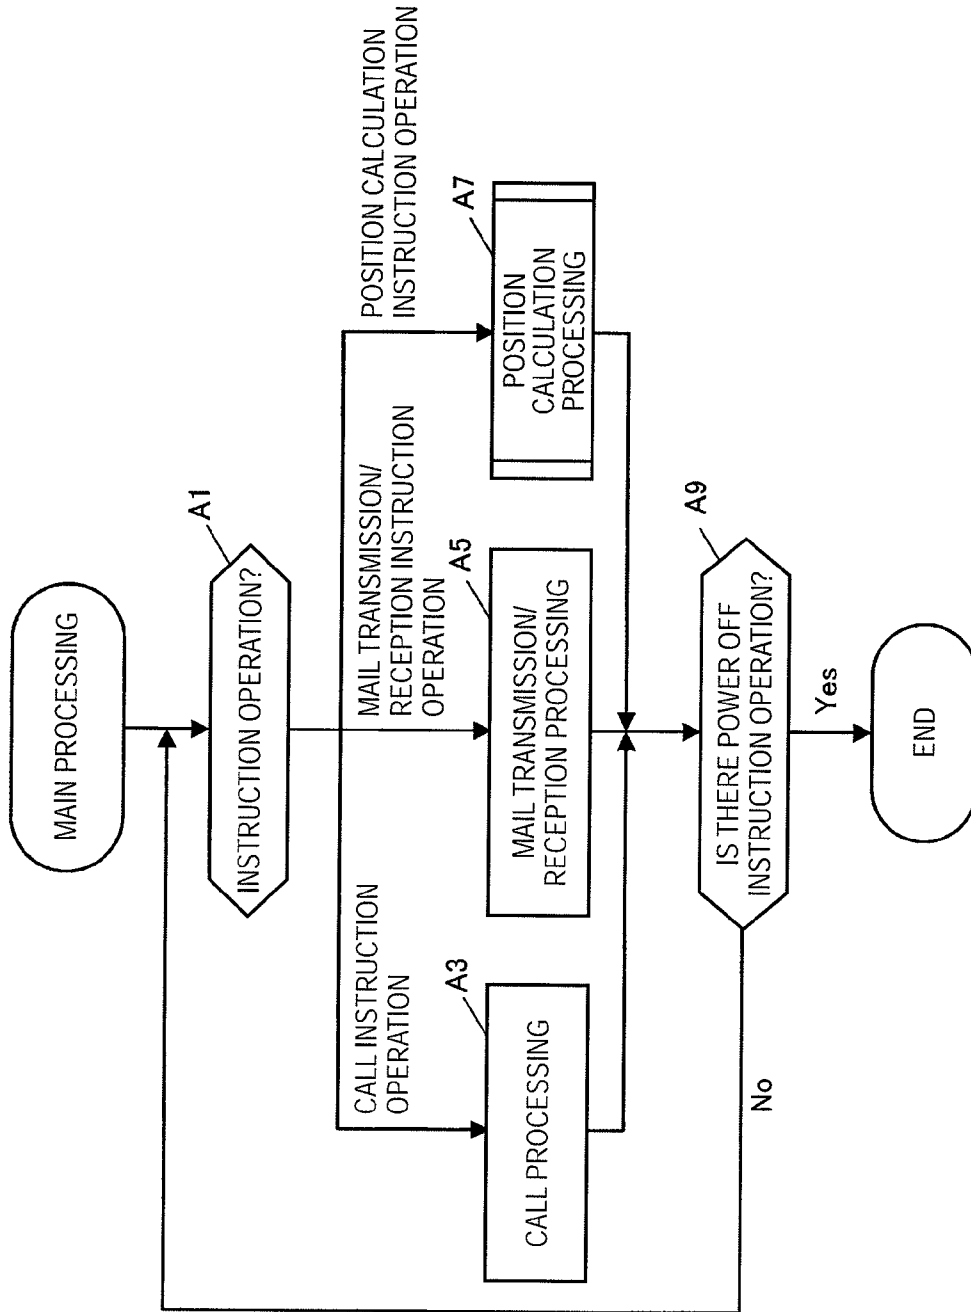 MAIN PROCESSING
A1
INSTRUCTION OPERATION?
CALL INSTRUCTION
OPERATION
MAIL TRANSMISSION/
RECEPTION INSTRUCTION
OPERATION
POSITION CALCULATION
INSTRUCTION OPERATION
A3
CALL PROCESSING
A5
MAIL TRANSMISSION/
RECEPTION PROCESSING
A7
POSITION
CALCULATION
PROCESSING
A9
IS THERE POWER OFF
INSTRUCTION OPERATION?
No
Yes
END